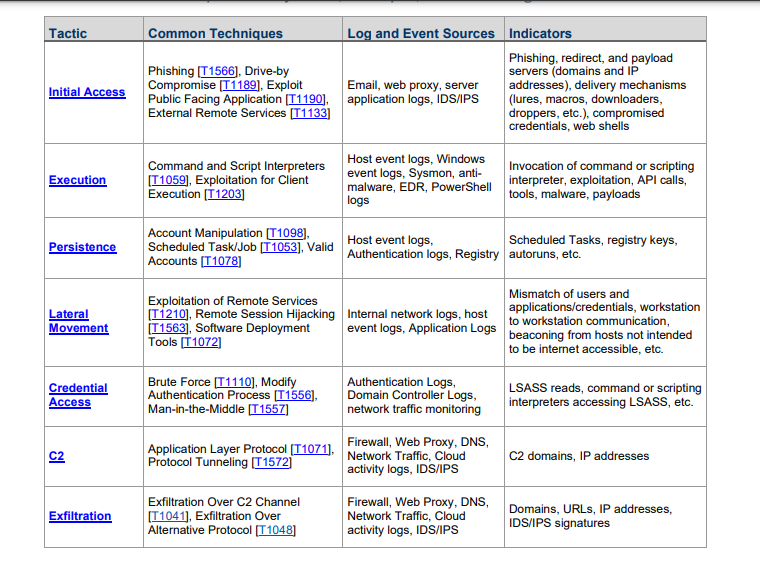 Tactic
Common Techniques
Log and Event Sources
Indicators
Initial Access
Phishing [T1566], Drive-by
Compromise [T1189], Exploit
Public Facing Application [T1190],
External Remote Services [T1133]
Email, web proxy, server
application logs, IDS/IPS
Phishing, redirect, and payload
servers (domains and IP
addresses), delivery mechanisms
(lures, macros, downloaders,
droppers, etc.), compromised
credentials, web shells
Execution
Command and Script Interpreters
[T1059], Exploitation for Client
Execution [T1203]
Host event logs, Windows
event logs, Sysmon, anti-
malware, EDR, PowerShell
logs
Invocation of command or scripting
interpreter, exploitation, API calls,
tools, malware, payloads
Persistence
Account Manipulation [T1098],
Scheduled Task/Job [T1053], Valid
Accounts [T1078]
Host event logs,
Authentication logs, Registry
Scheduled Tasks, registry keys,
autoruns, etc.
Lateral
Movement
Exploitation of Remote Services
[T1210], Remote Session Hijacking
[T1563], Software Deployment
Tools [T1072]
Internal network logs, host
event logs, Application Logs
Mismatch of users and
applications/credentials, workstation
to workstation communication,
beaconing from hosts not intended
to be internet accessible, etc.
Credential
Access
Brute Force [T1110], Modify
Authentication Process [T1556],
Man-in-the-Middle [T1557]
Authentication Logs,
Domain Controller Logs,
network traffic monitoring
LSASS reads, command or scripting
interpreters accessing LSASS, etc.
C2
Application Layer Protocol [T1071],
Protocol Tunneling [T1572]
Firewall, Web Proxy, DNS,
Network Traffic, Cloud
activity logs, IDS/IPS
C2 domains, IP addresses
Exfiltration
Exfiltration Over C2 Channel
[T1041], Exfiltration Over
Alternative Protocol [T1048]
Firewall, Web Proxy, DNS,
Network Traffic, Cloud
activity logs, IDS/IPS
Domains, URLs, IP addresses,
IDS/IPS signatures